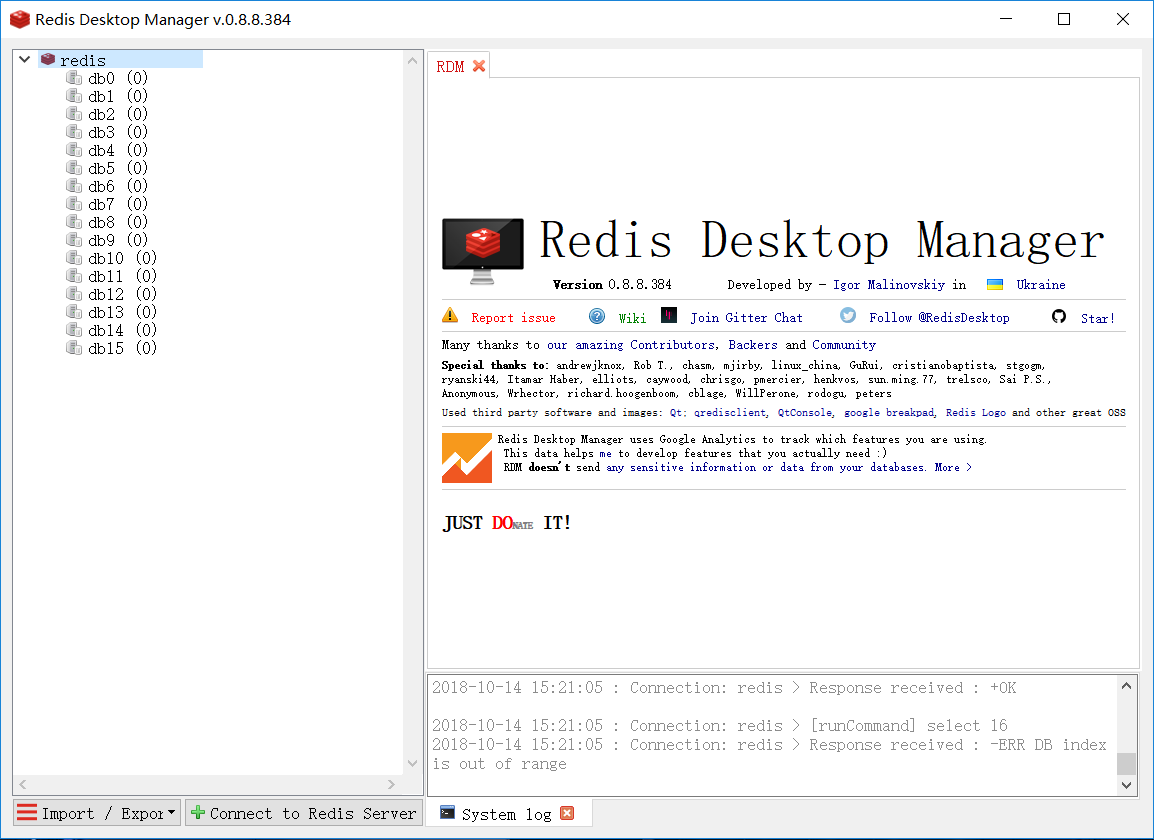 Redis Desktop Manager v.0.8.8.384
redis
db0 (0)
db1 (0)
db2 (0)
db3 (0)
db4 (0)
db5 (0)
db6 (0)
db7 (0)
db8 (0)
db9 (0)
db10 (0)
db11 (0)
db12 (0)
db13 (0)
db14 (0)
db15 (0)
Import / Expor
Connect to Redis Server
RDM
Redis Desktop Manager
Version 0.8.8.384 Developed by - Igor Malinovskiy in Ukraine
Report issue Wiki Join Gitter Chat Follow @RedisDesktop Star!
Many thanks to our amazing Contributors, Backers and Community
Special thanks to: andrewjknox, Rob T., chasm, mjirby, linux_china, GuRui, cristianobaptista, stgogm,
ryanski44, Itamar Haber, elliots, caywood, chrisgo, pmercier, henkvos, sun.ming.77, trelsco, Sai P.S.,
Anonymous, Wrhector, richard.hoogenboom, cblage, WillPerone, rodogu, peters
Used third party software and images: Qt; qredisclient, QtConsole, google breakpad, Redis Logo and other great OSS
Redis Desktop Manager uses Google Analytics to track which features you are using.
This data helps me to develop features that you actually need :)
RDM doesn't send any sensitive information or data from your databases. More >
JUST DONATE IT!
2018-10-14 15:21:05 : Connection: redis > Response received : +OK
2018-10-14 15:21:05 : Connection: redis > [runCommand] select 16
2018-10-14 15:21:05 : Connection: redis > Response received : -ERR DB index
is out of range
System log